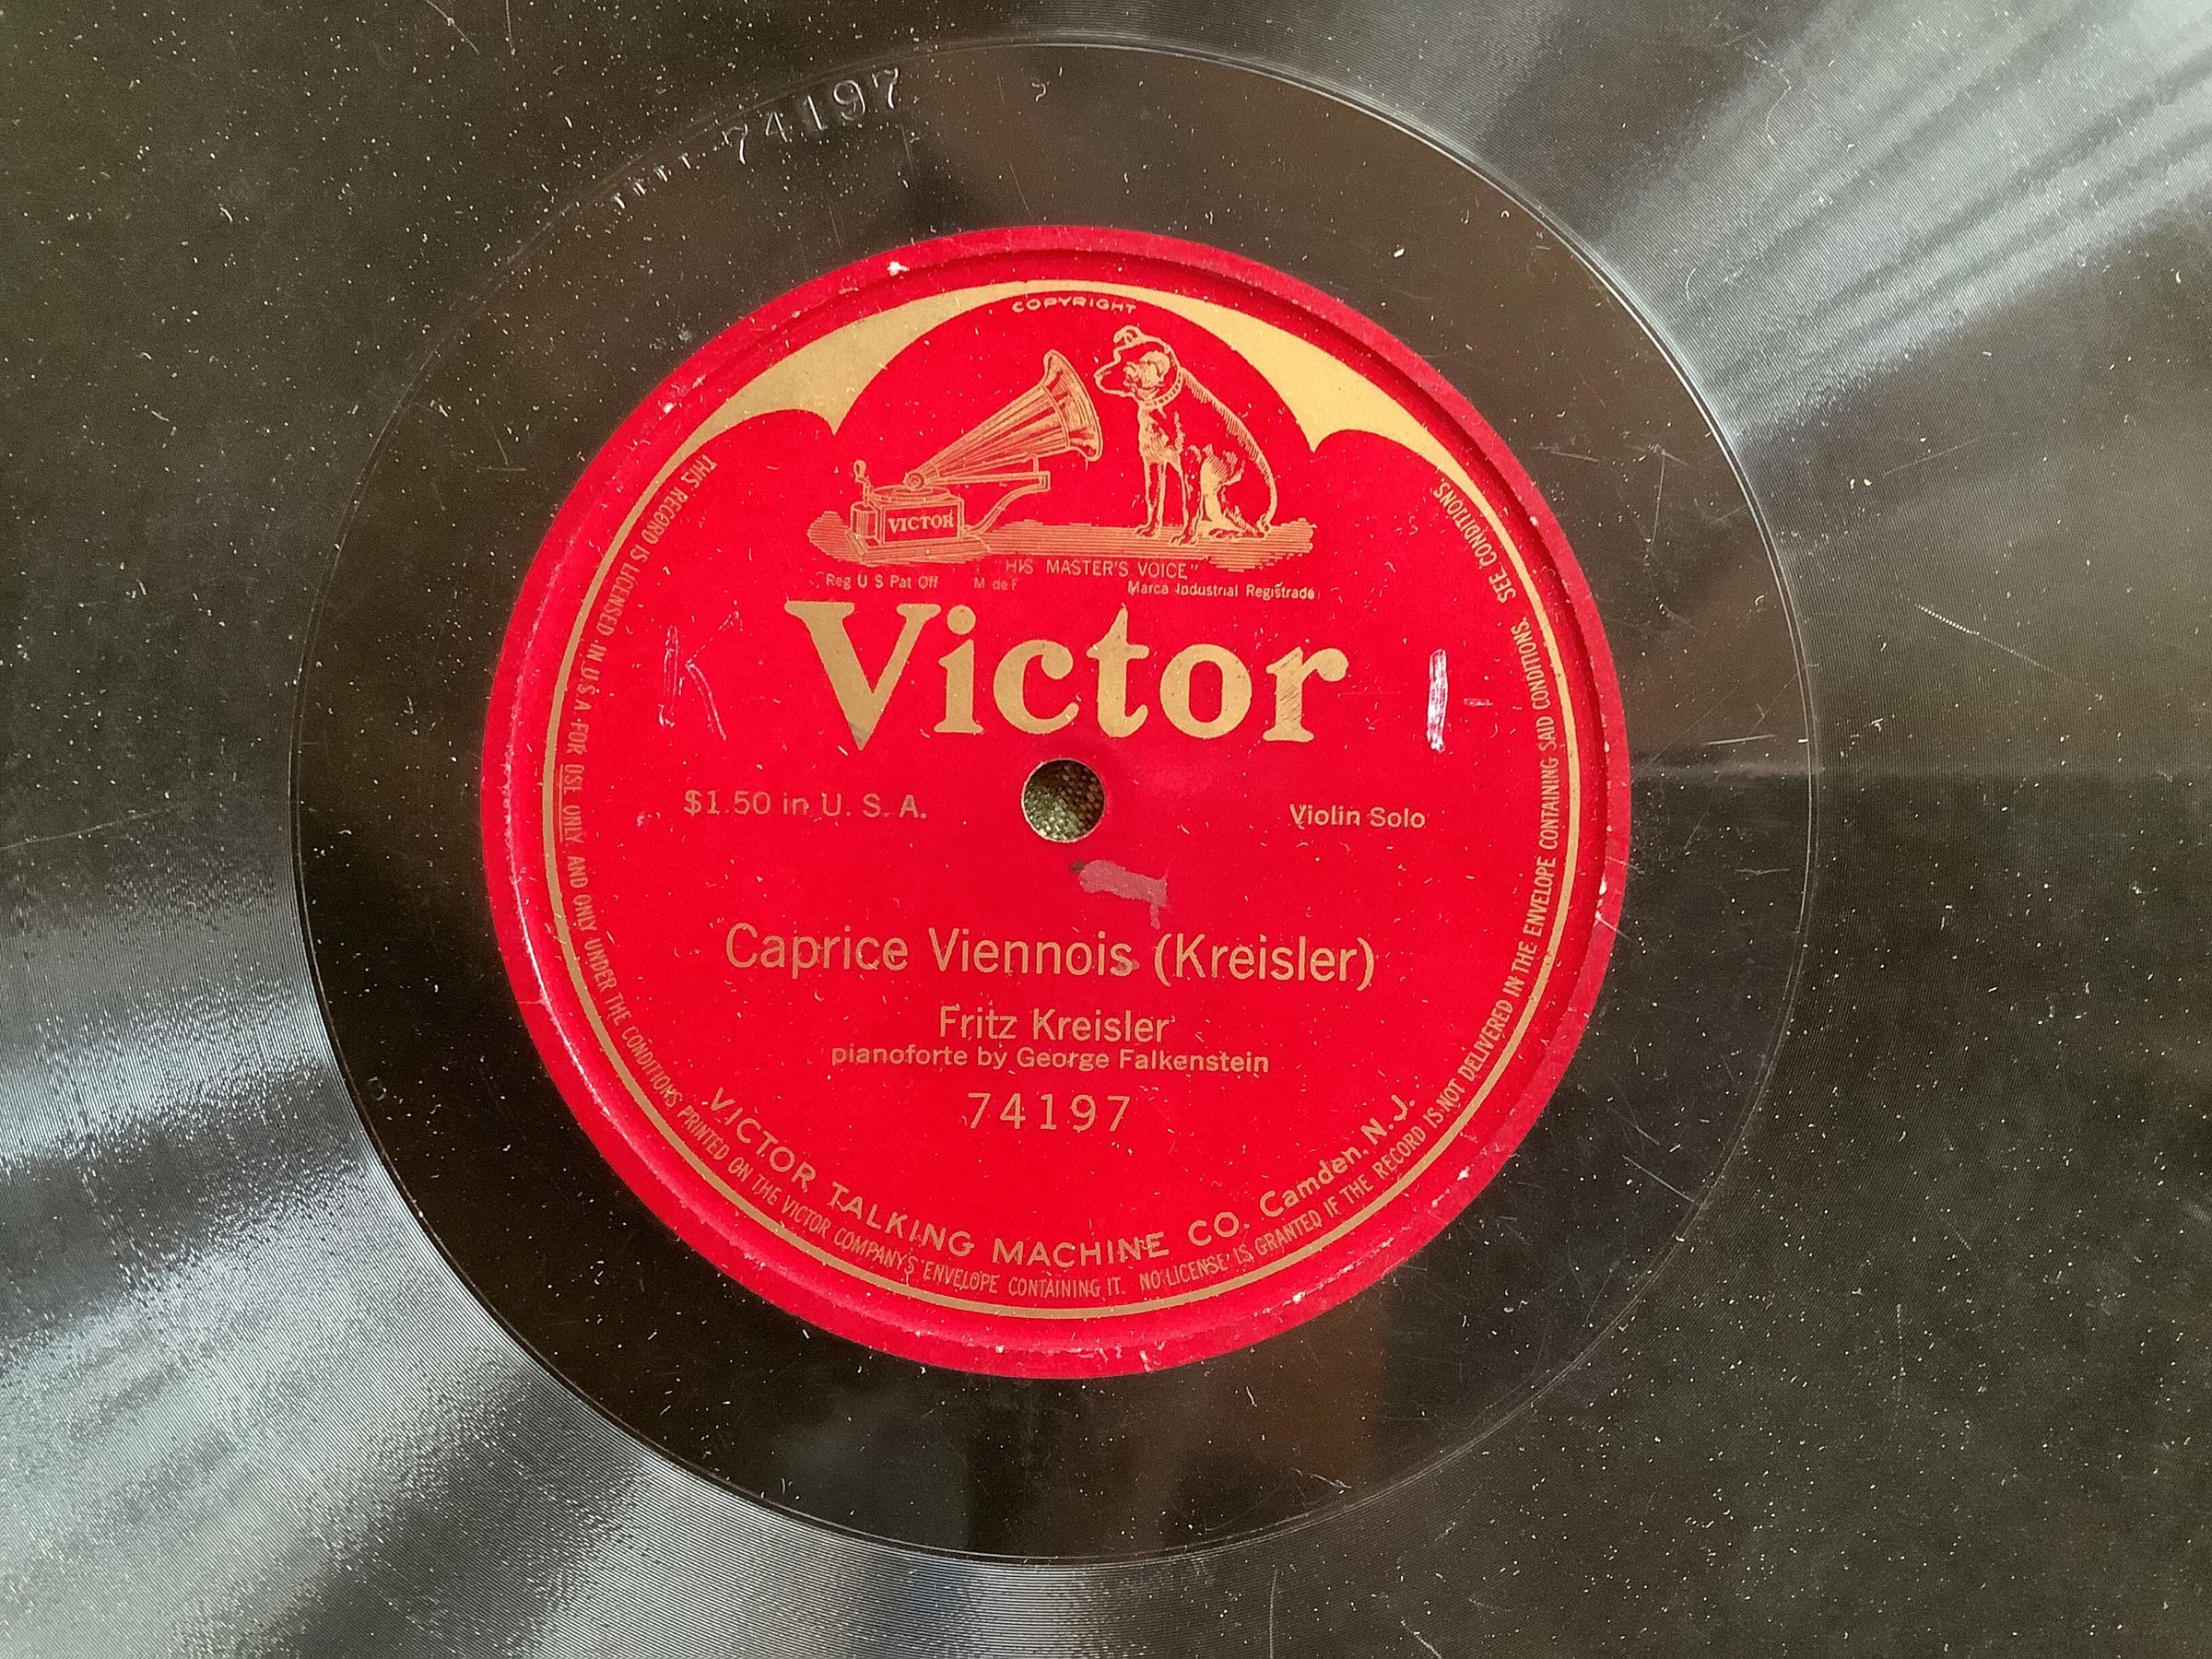 74197
COPYRIGHT
VICTOR
"HIS MASTER'S VOICE"
Reg U S Pat Off M de F Marca Industrial Registrada
Victor
$1.50 in U. S. A.
Violin Solo
Caprice Viennois (Kreisler)
Fritz Kreisler
pianoforte by George Falkenstein
74197
VICTOR TALKING MACHINE CO. Camden, N. J.
THIS RECORD IS LICENSED IN U S A FOR USE ONLY AND ONLY UNDER THE CONDITIONS PRINTED ON THE VICTOR COMPANY'S ENVELOPE CONTAINING IT. NO LICENSE IS GRANTED IF THE RECORD IS NOT DELIVERED IN THE ENVELOPE CONTAINING SAID CONDITIONS. SEE CONDITIONS.